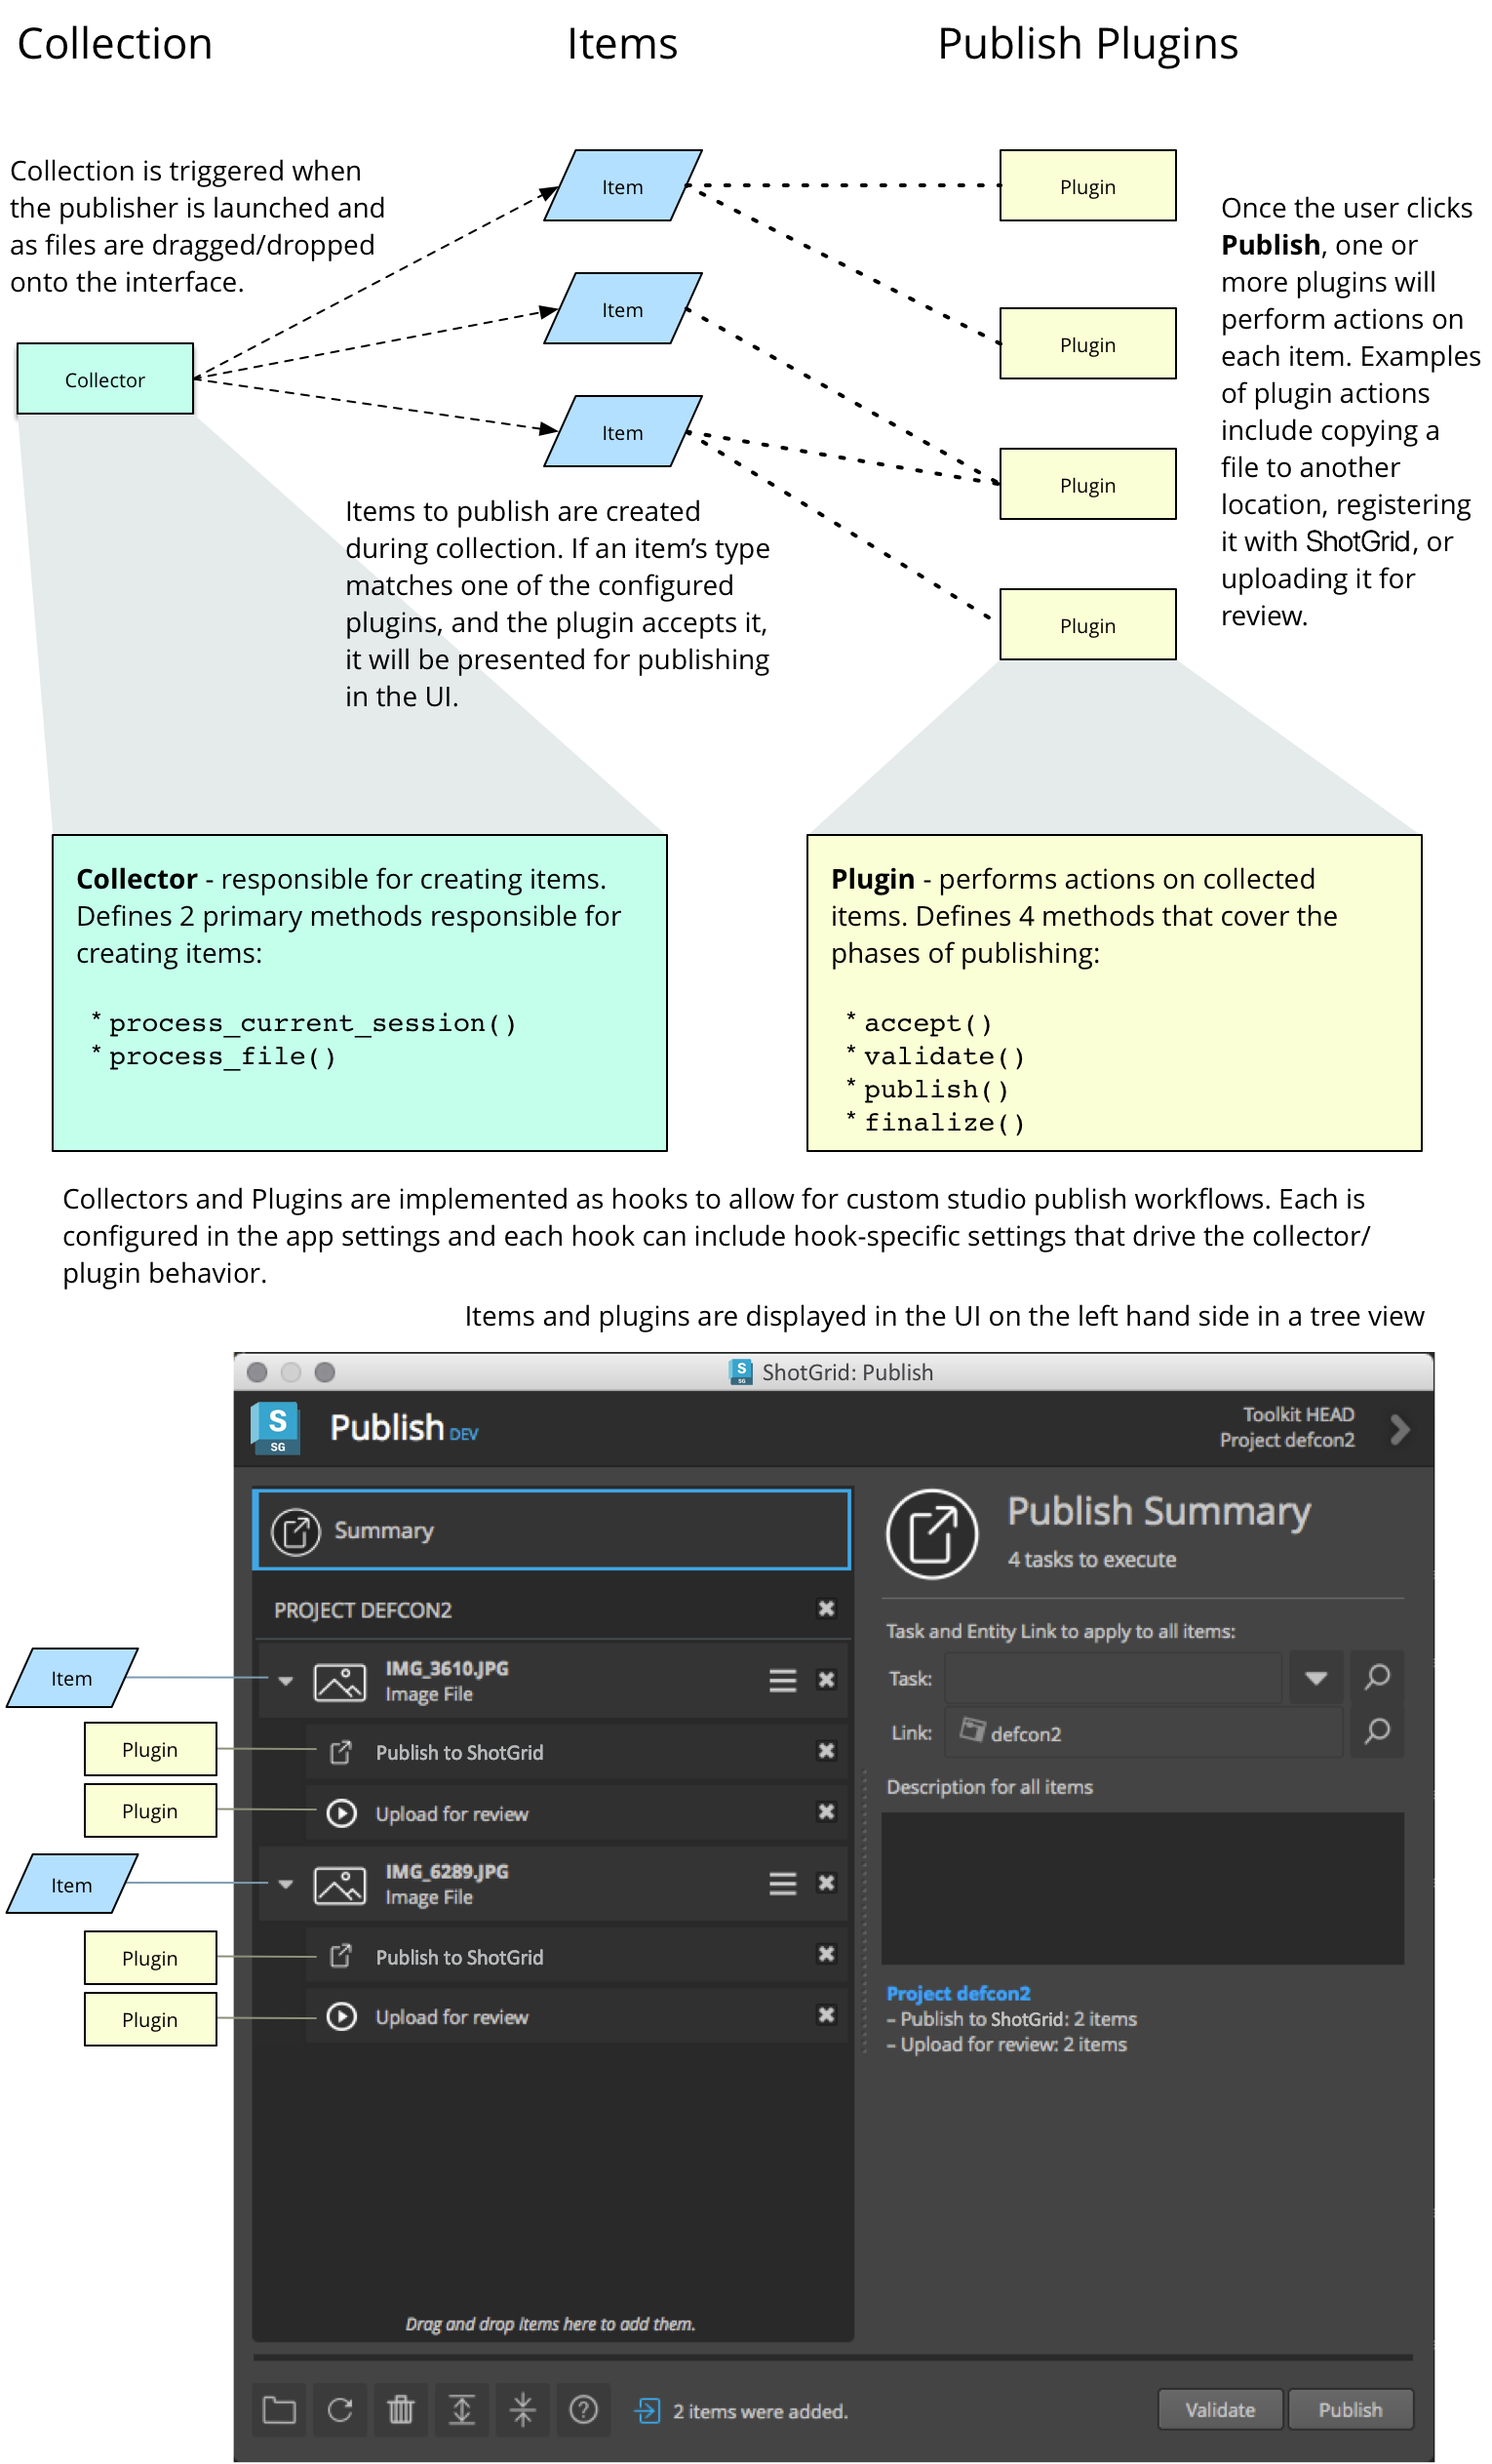 Collection
Items
Publish Plugins
Collection is triggered when
the publisher is launched and
as files are dragged/dropped
onto the interface.
Collector
Item
Item
Item
Items to publish are created
during collection. If an item’s type
matches one of the configured
plugins, and the plugin accepts it,
it will be presented for publishing
in the UI.
Plugin
Plugin
Plugin
Plugin
Once the user clicks
Publish, one or
more plugins will
perform actions on
each item. Examples
of plugin actions
include copying a
file to another
location, registering
it with ShotGrid, or
uploading it for
review.
Collector - responsible for creating items.
Defines 2 primary methods responsible for
creating items:
* process_current_session()
* process_file()
Plugin - performs actions on collected
items. Defines 4 methods that cover the
phases of publishing:
* accept()
* validate()
* publish()
* finalize()
Collectors and Plugins are implemented as hooks to allow for custom studio publish workflows. Each is
configured in the app settings and each hook can include hook-specific settings that drive the collector/
plugin behavior.
Items and plugins are displayed in the UI on the left hand side in a tree view
S
SG
ShotGrid: Publish
S
SG
Publish DEV
Toolkit HEAD
Project defcon2
Summary
PROJECT DEFCON2
Item
IMG_3610.JPG
Image File
Plugin
Publish to ShotGrid
Plugin
Upload for review
Item
IMG_6289.JPG
Image File
Plugin
Publish to ShotGrid
Plugin
Upload for review
Drag and drop items here to add them.
Publish Summary
4 tasks to execute
Task and Entity Link to apply to all items:
Task:
Link: defcon2
Description for all items
Project defcon2
– Publish to ShotGrid: 2 items
– Upload for review: 2 items
?
2 items were added.
Validate
Publish